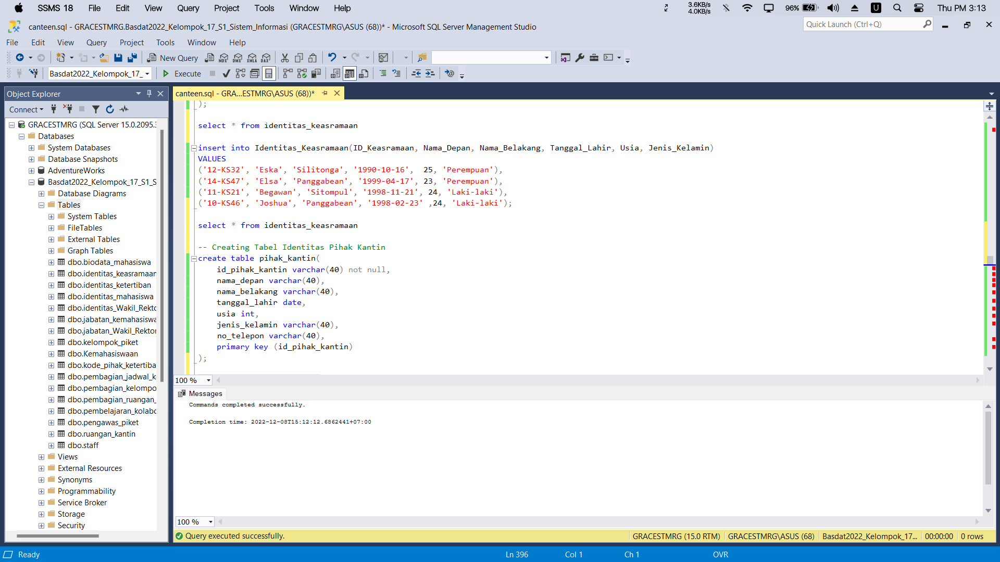 SSMS 18 File Edit View Query Project Tools Window Help 3.6KB/s 4.0KB/s 96% U Thu PM 3:13
canteen.sql - GRACESTMRG.Basdat2022_Kelompok_17_S1_Sistem_Informasi (GRACESTMRG\ASUS (68))* - Microsoft SQL Server Management Studio
Quick Launch (Ctrl+Q)
File Edit View Query Project Tools Window Help
New Query MDX DMX XMLA DAX
Basdat2022_Kelompok_17_ Execute
Object Explorer
Connect
GRACESTMRG (SQL Server 15.0.2095.3
Databases
System Databases
Database Snapshots
AdventureWorks
Basdat2022_Kelompok_17_S1_S
Database Diagrams
Tables
System Tables
FileTables
External Tables
Graph Tables
dbo.biodata_mahasiswa
dbo.identitas_keasramaan
dbo.identitas_ketertiban
dbo.identitas_mahasiswa
dbo.identitas_Wakil_Rekto
dbo.jabatan_kemahasiswa
dbo.jabatan_Wakil_Rektor
dbo.kelompok_piket
dbo.Kemahasiswaan
dbo.kode_pihak_ketertiba
dbo.pembagian_jadwal_k
dbo.pembagian_kelompo
dbo.pembagian_ruangan_
dbo.pembelajaran_kolabo
dbo.pengawas_piket
dbo.ruangan_kantin
dbo.staff
Views
External Resources
Synonyms
Programmability
Service Broker
Storage
Security
canteen.sql - GRA...ESTMRG\ASUS (68))*
);
select * from identitas_keasramaan
insert into Identitas_Keasramaan(ID_Keasramaan, Nama_Depan, Nama_Belakang, Tanggal_Lahir, Usia, Jenis_Kelamin)
VALUES
('12-KS32', 'Eska', 'Silitonga', '1990-10-16',  25, 'Perempuan'),
('14-KS47', 'Elsa', 'Panggabean', '1999-04-17', 23, 'Perempuan'),
('11-KS21', 'Begawan', 'Sitompul', '1998-11-21', 24, 'Laki-laki'),
('10-KS46', 'Joshua', 'Panggabean', '1998-02-23' ,24, 'Laki-laki');
select * from identitas_keasramaan
-- Creating Tabel Identitas Pihak Kantin
create table pihak_kantin(
id_pihak_kantin varchar(40) not null,
nama_depan varchar(40),
nama_belakang varchar(40),
tanggal_lahir date,
usia int,
jenis_kelamin varchar(40),
no_telepon varchar(40),
primary key (id_pihak_kantin)
);
100 %
Messages
Commands completed successfully.
Completion time: 2022-12-08T15:12:12.6862441+07:00
100 %
Query executed successfully. GRACESTMRG (15.0 RTM) GRACESTMRG\ASUS (68) Basdat2022_Kelompok_17... 00:00:00 0 rows
Ready Ln 396 Col 1 Ch 1 OVR